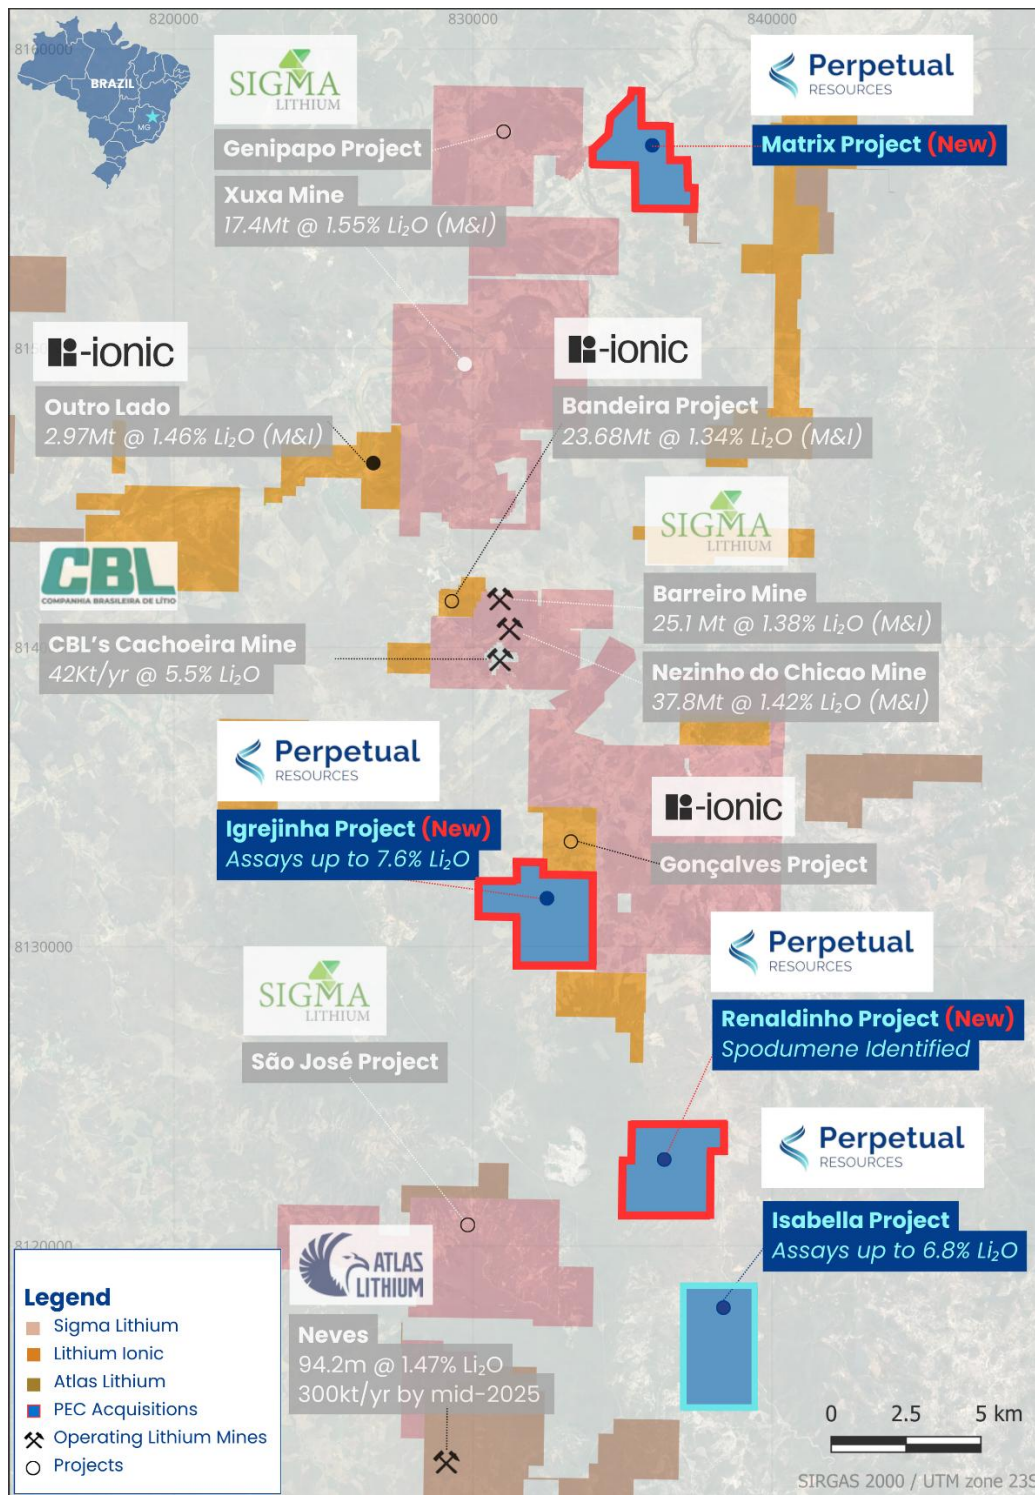 820000
830000
840000
8160000
BRAZIL
MG
SIGMA
LITHIUM
Genipapo Project
Xuxa Mine
17.4Mt @ 1.55% Li₂O (M&I)
Perpetual
RESOURCES
Matrix Project (New)
-ionic
Outro Lado
2.97Mt @ 1.46% Li₂O (M&I)
-ionic
Bandeira Project
23.68Mt @ 1.34% Li₂O (M&I)
CBL
COMPANHIA BRASILEIRA DE LÍTIO
CBL's Cachoeira Mine
42Kt/yr @ 5.5% Li₂O
SIGMA
LITHIUM
Barreiro Mine
25.1 Mt @ 1.38% Li₂O (M&I)
Nezinho do Chicao Mine
37.8Mt @ 1.42% Li₂O (M&I)
Perpetual
RESOURCES
Igrejinha Project (New)
Assays up to 7.6% Li₂O
-ionic
Gonçalves Project
8130000
SIGMA
LITHIUM
São José Project
Perpetual
RESOURCES
Renaldinho Project (New)
Spodumene Identified
Perpetual
RESOURCES
Isabella Project
Assays up to 6.8% Li₂O
8120000
ATLAS
LITHIUM
Neves
94.2m @ 1.47% Li₂O
300kt/yr by mid-2025
Legend
Sigma Lithium
Lithium Ionic
Atlas Lithium
PEC Acquisitions
Operating Lithium Mines
Projects
0 2.5 5 km
SIRGAS 2000 / UTM zone 23S